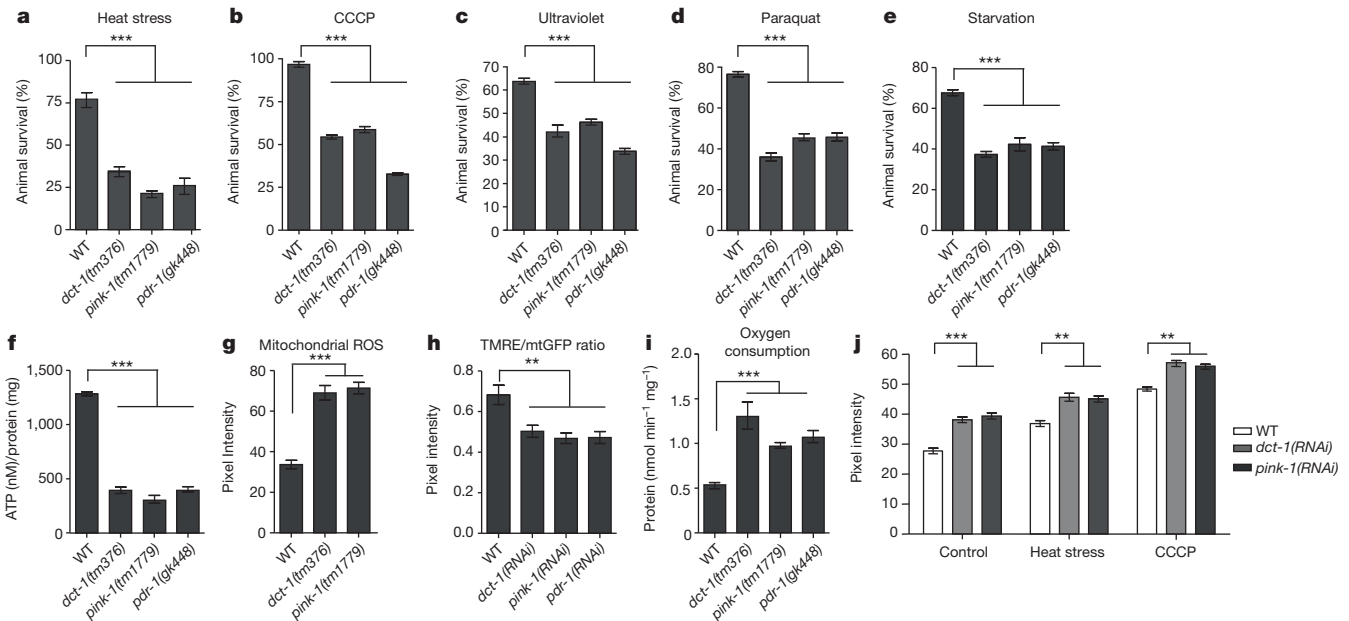 a
Heat stress
***
Animal survival (%)
100
75
50
25
0
WT
dct-1(tm376)
pink-1(tm1779)
pdr-1(gk448)
b
CCCP
***
Animal survival (%)
100
75
50
25
0
WT
dct-1(tm376)
pink-1(tm1779)
pdr-1(gk448)
c
Ultraviolet
***
Animal survival (%)
70
60
50
40
30
20
10
0
WT
dct-1(tm376)
pink-1(tm1779)
pdr-1(gk448)
d
Paraquat
***
Animal survival (%)
80
60
40
20
0
WT
dct-1(tm376)
pink-1(tm1779)
pdr-1(gk448)
e
Starvation
***
Animal survival (%)
80
60
40
20
0
WT
dct-1(tm376)
pink-1(tm1779)
pdr-1(gk448)
f
***
ATP (nM)/protein (mg)
1,500
1,000
500
0
WT
dct-1(tm376)
pink-1(tm1779)
pdr-1(gk448)
g
Mitochondrial ROS
***
Pixel Intensity
80
60
40
20
0
WT
dct-1(tm376)
pink-1(tm1779)
h
TMRE/mtGFP ratio
**
Pixel intensity
0.8
0.6
0.4
0.2
0.0
WT
dct-1(RNAi)
pink-1(RNAi)
pdr-1(RNAi)
i
Oxygen
consumption
***
Protein (nmol min⁻¹ mg⁻¹)
2.0
1.5
1.0
0.5
0
WT
dct-1(tm376)
pink-1(tm1779)
pdr-1(gk448)
j
***
**
**
Pixel intensity
60
50
40
30
20
10
0
Control
Heat stress
CCCP
WT
dct-1(RNAi)
pink-1(RNAi)